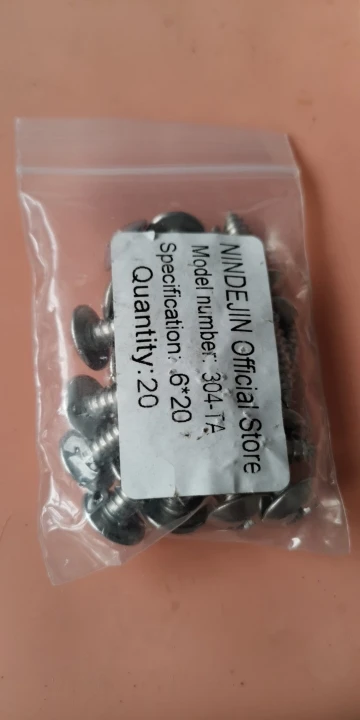 NINDEJIN Official Store
Model number: 304-TA
Specification: 6*20
Quantity:20